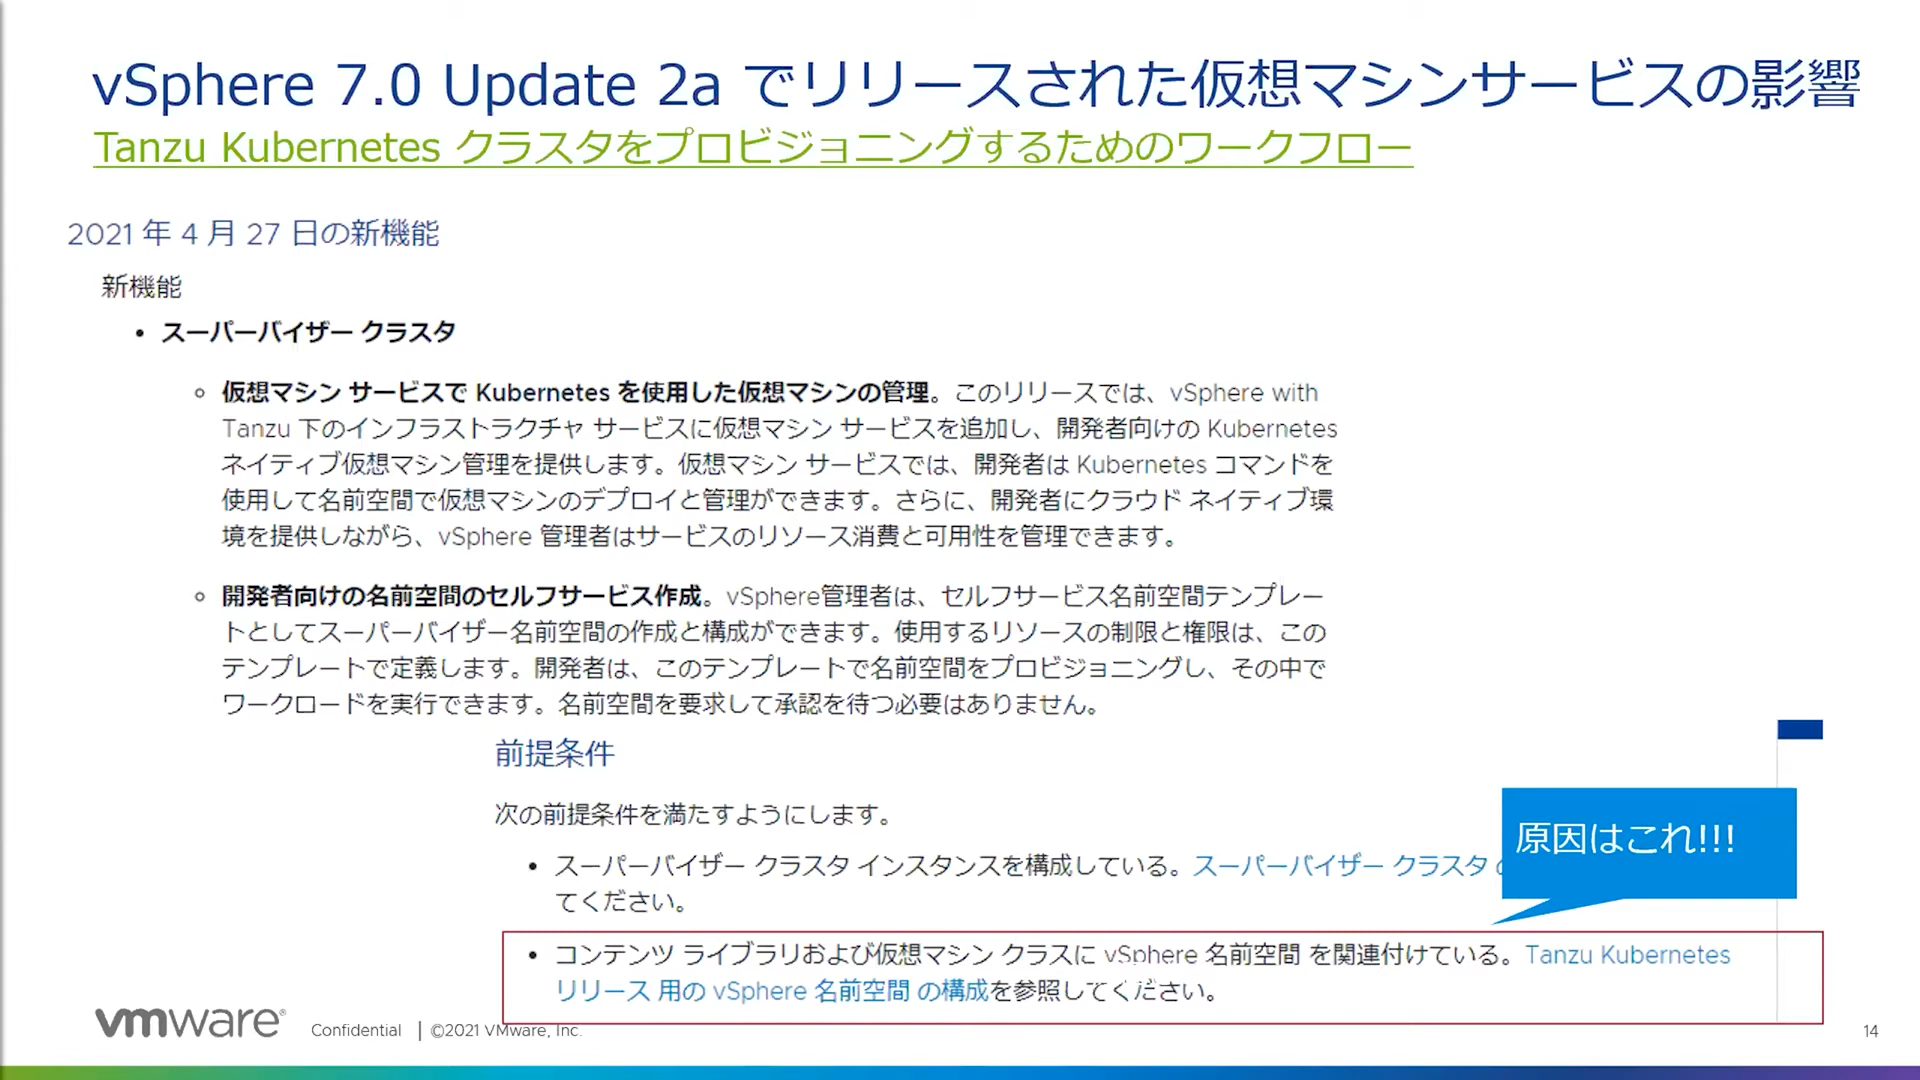 vSphere 7.0 Update 2a でリリースされた仮想マシンサービスの影響
Tanzu Kubernetes クラスタをプロビジョニングするためのワークフロー
2021 年 4 月 27 日の新機能
新機能
• スーパーバイザー クラスタ
仮想マシン サービスで Kubernetes を使用した仮想マシンの管理。このリリースでは、vSphere with
Tanzu 下のインフラストラクチャ サービスに仮想マシン サービスを追加し、開発者向けの Kubernetes
ネイティブ仮想マシン管理を提供します。仮想マシン サービスでは、開発者は Kubernetes コマンドを
使用して名前空間で仮想マシンのデプロイと管理ができます。さらに、開発者にクラウド ネイティブ環
境を提供しながら、vSphere 管理者はサービスのリソース消費と可用性を管理できます。
開発者向けの名前空間のセルフサービス作成。vSphere管理者は、セルフサービス名前空間テンプレー
トとしてスーパーバイザー名前空間の作成と構成ができます。使用するリソースの制限と権限は、この
テンプレートで定義します。開発者は、このテンプレートで名前空間をプロビジョニングし、その中で
ワークロードを実行できます。名前空間を要求して承認を待つ必要はありません。
前提条件
次の前提条件を満たすようにします。
• スーパーバイザー クラスタ インスタンスを構成している。スーパーバイザー クラスタ
てください。
原因はこれ!!!
• コンテンツ ライブラリおよび仮想マシン クラスに vSphere 名前空間 を関連付けている。Tanzu Kubernetes
リリース 用の vSphere 名前空間 の構成を参照してください。
vmware® Confidential | ©2021 VMware, Inc.
14